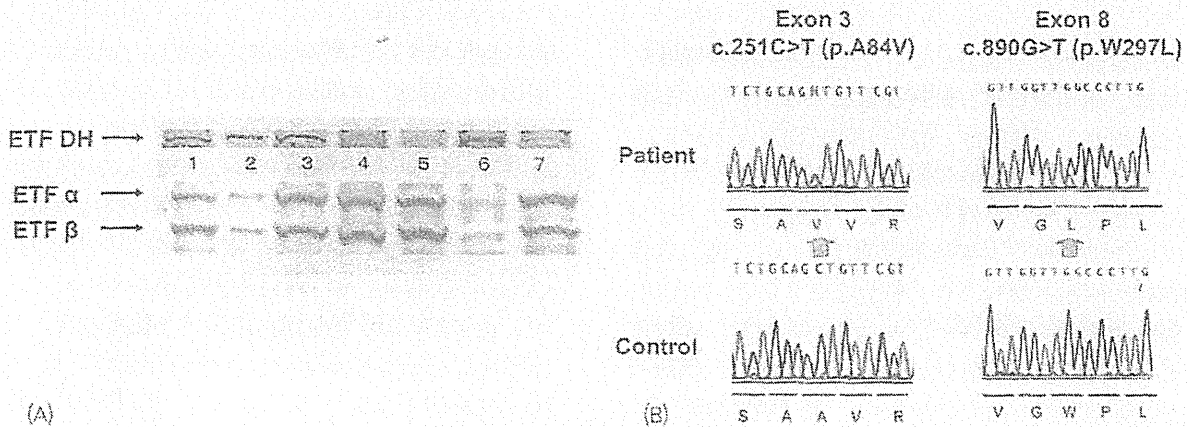 Exon 3
c.251C>T (p.A84V)
Exon 8
c.890G>T (p.W297L)
T C T G C A G N T G T T C G T
G T T G G T T G G C C C T T G
ETF DH
1 2 3 4 5 6 7
Patient
ETF α
ETF β
S A V V R
V G L P L
T C T G C A G C T G T T C G T
G T T G G T T G G C C C T T G
Control
(A)
(B)
S A A V R
V G W P L